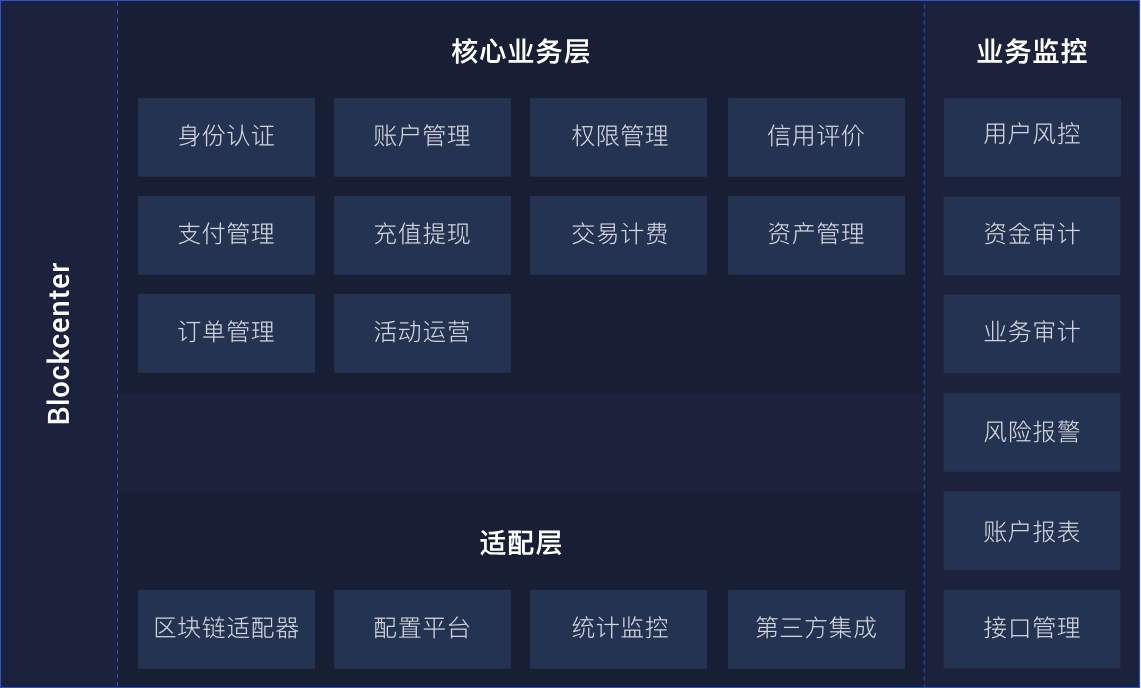 Blockcenter
核心业务层
身份认证
账户管理
权限管理
信用评价
支付管理
充值提现
交易计费
资产管理
订单管理
活动运营
适配层
区块链适配器
配置平台
统计监控
第三方集成
业务监控
用户风控
资金审计
业务审计
风险报警
账户报表
接口管理